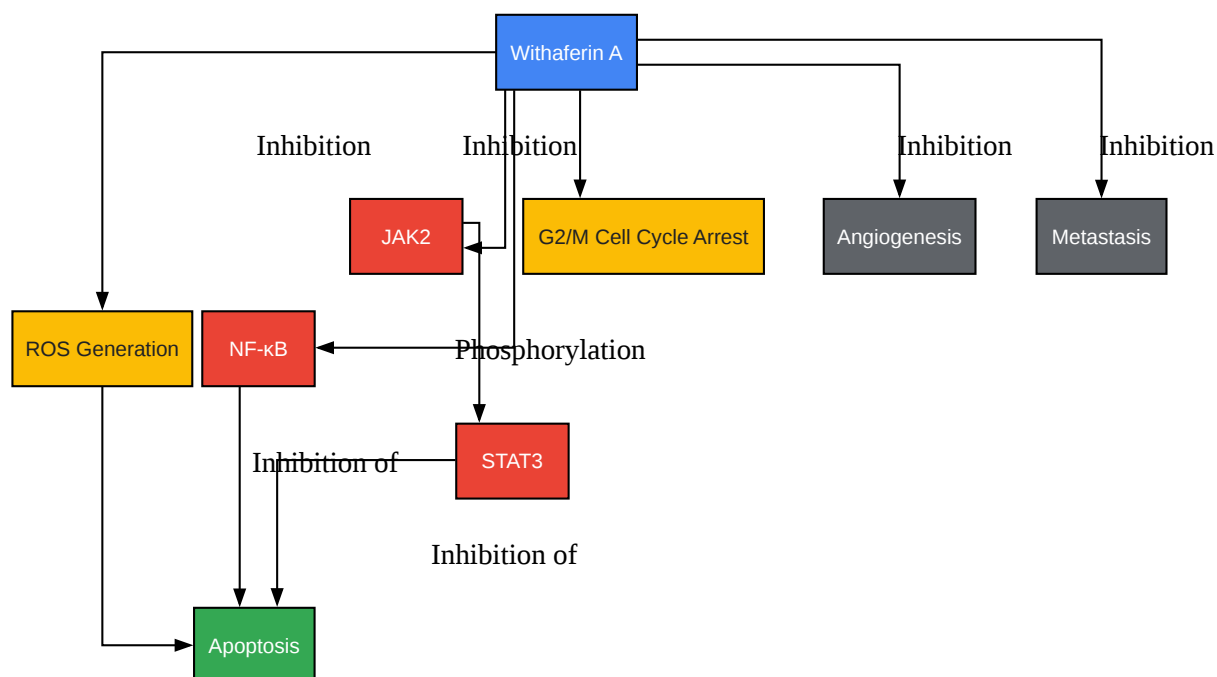 Withaferin A
Inhibition
Inhibition
Inhibition
Inhibition
JAK2
G2/M Cell Cycle Arrest
Angiogenesis
Metastasis
ROS Generation
NF-κB
Phosphorylation
Inhibition of
STAT3
Inhibition of
Apoptosis